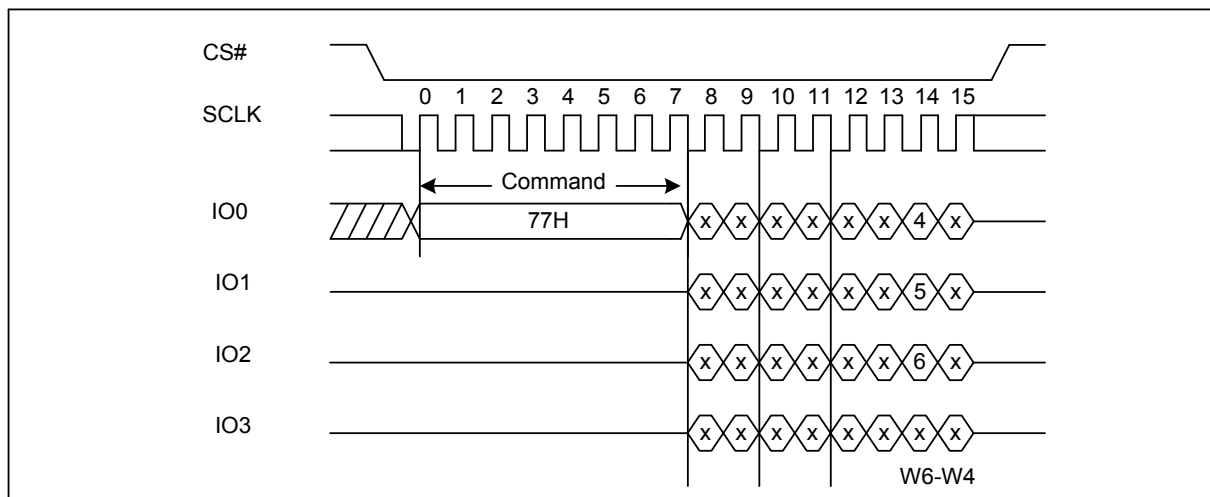 CS#
0 1 2 3 4 5 6 7 8 9 10 11 12 13 14 15
SCLK
Command
IO0 77H x x x x x x 4 x
IO1 x x x x x x 5 x
IO2 x x x x x x 6 x
IO3 x x x x x x x x
W6-W4